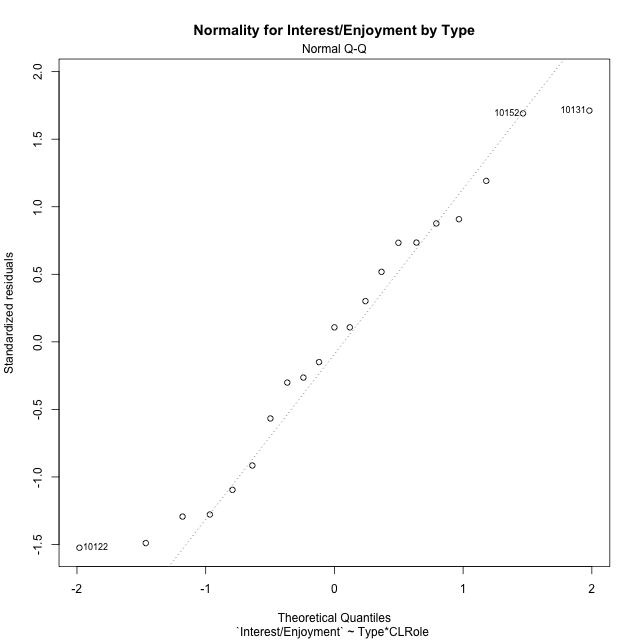 Normality for Interest/Enjoyment by Type
Normal Q-Q
2.0
1.5
1.0
0.5
0.0
-0.5
-1.0
-1.5
Standardized residuals
10152
10131
10122
-2 -1 0 1 2
Theoretical Quantiles
`Interest/Enjoyment` ~ Type*CLRole